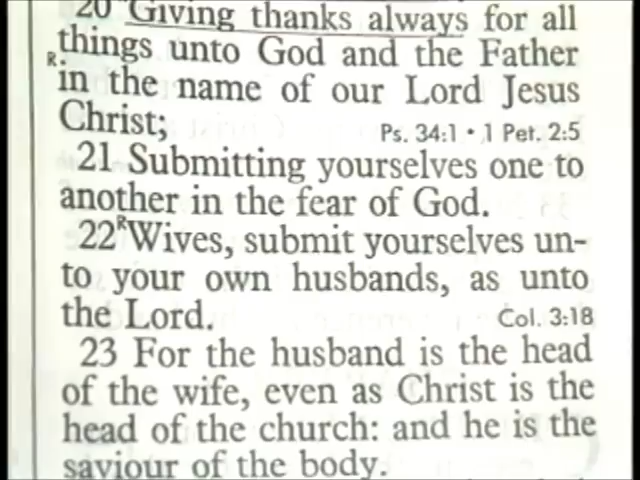 20 Giving thanks always for all
things unto God and the Father
R in the name of our Lord Jesus
Christ; Ps. 34:1 • 1 Pet. 2:5
21 Submitting yourselves one to
another in the fear of God.
22 R Wives, submit yourselves un-
to your own husbands, as unto
the Lord. Col. 3:18
23 For the husband is the head
of the wife, even as Christ is the
head of the church: and he is the
saviour of the body.